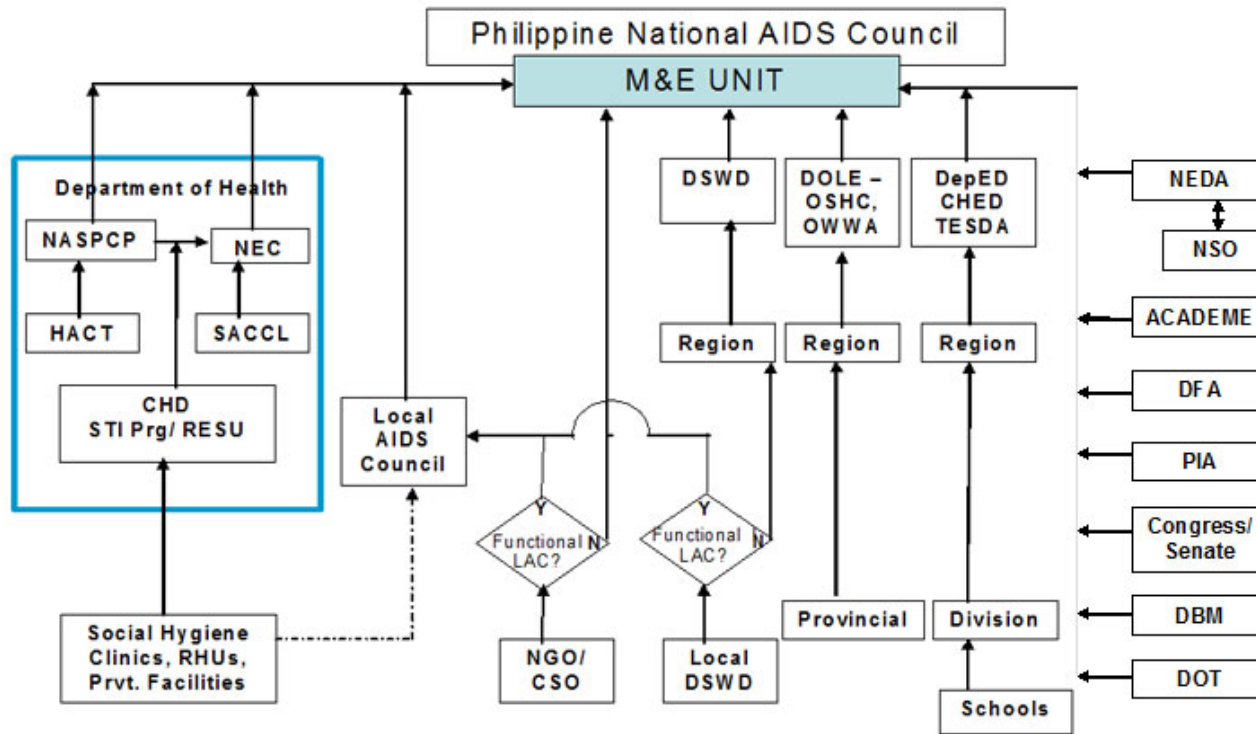 Philippine National AIDS Council
M&E UNIT
Department of Health
NASPCP
NEC
HACT
SACCL
CHD
STI Prg/ RESU
Social Hygiene
Clinics, RHUs,
Prvt. Facilities
Local
AIDS
Council
Y
Functional
LAC?
N
NGO/
CSO
Y
Functional
LAC?
N
Local
DSWD
DSWD
Region
DOLE –
OSHC,
OWWA
Region
Provincial
DepED
CHED
TESDA
Region
Division
Schools
NEDA
NSO
ACADEME
DFA
PIA
Congress/
Senate
DBM
DOT